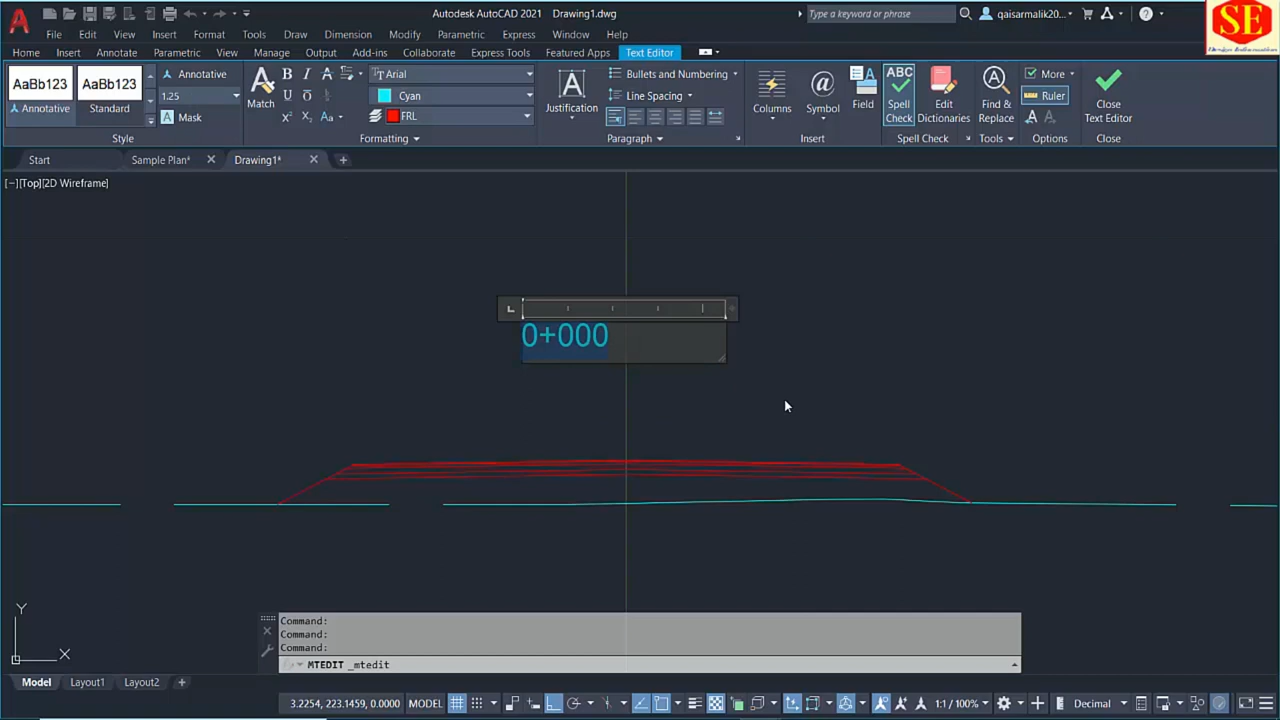 Autodesk AutoCAD 2021 Drawing1.dwg
Type a keyword or phrase
qaisarmalik20...
SE
File Edit View Insert Format Tools Draw Dimension Modify Parametric Express Window Help
Home Insert Annotate Parametric View Manage Output Add-ins Collaborate Express Tools Featured Apps Text Editor
AaBb123 AaBb123 Annotative
Annotative Standard 1.25
A Mask
Style
A Match B I A Arial
U O Cyan
X² X₂ Aa FRL
Formatting
A Justification
Bullets and Numbering
Line Spacing
Paragraph
Columns @ Symbol Field
Insert
ABC Spell Check Edit Dictionaries
Spell Check
A Find & Replace
Tools
More
Ruler
A A
Options
Close Text Editor
Close
Start Sample Plan* Drawing1*
[−][Top][2D Wireframe]
0+000
Y
X
Command:
Command:
Command:
MTEDIT _mtedit
Model Layout1 Layout2
3.2254, 223.1459, 0.0000 MODEL 1:1 / 100% Decimal